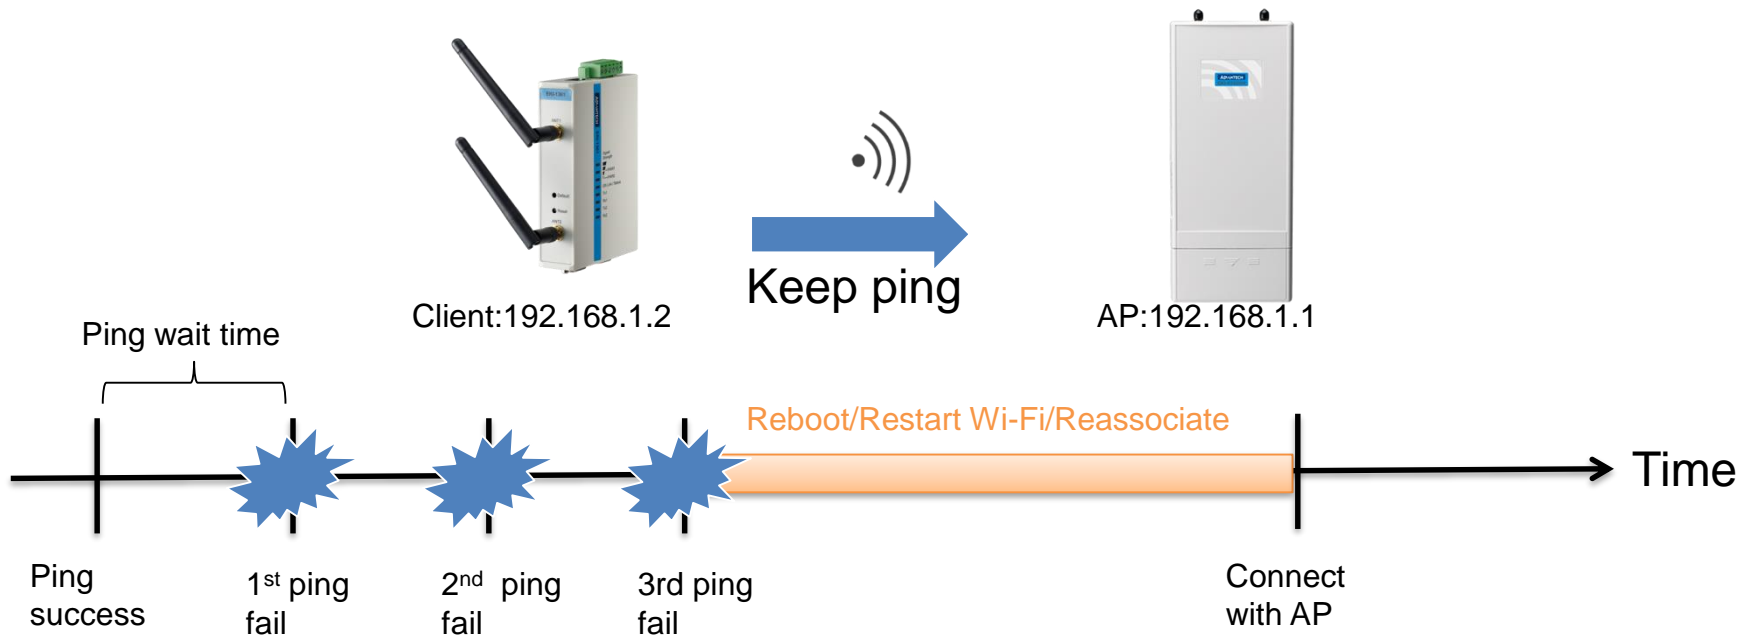 ADVANTECH
Client:192.168.1.2
Keep ping
AP:192.168.1.1
Ping wait time
Reboot/Restart Wi-Fi/Reassociate
Time
Ping
success
1st ping
fail
2nd ping
fail
3rd ping
fail
Connect
with AP